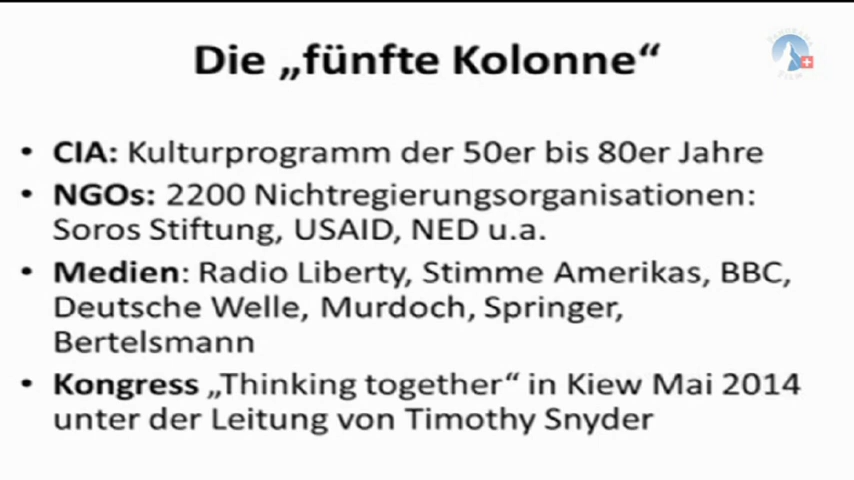 Die „fünfte Kolonne“
• CIA: Kulturprogramm der 50er bis 80er Jahre
• NGOs: 2200 Nichtregierungsorganisationen:
Soros Stiftung, USAID, NED u.a.
• Medien: Radio Liberty, Stimme Amerikas, BBC,
Deutsche Welle, Murdoch, Springer,
Bertelsmann
• Kongress „Thinking together“ in Kiew Mai 2014
unter der Leitung von Timothy Snyder